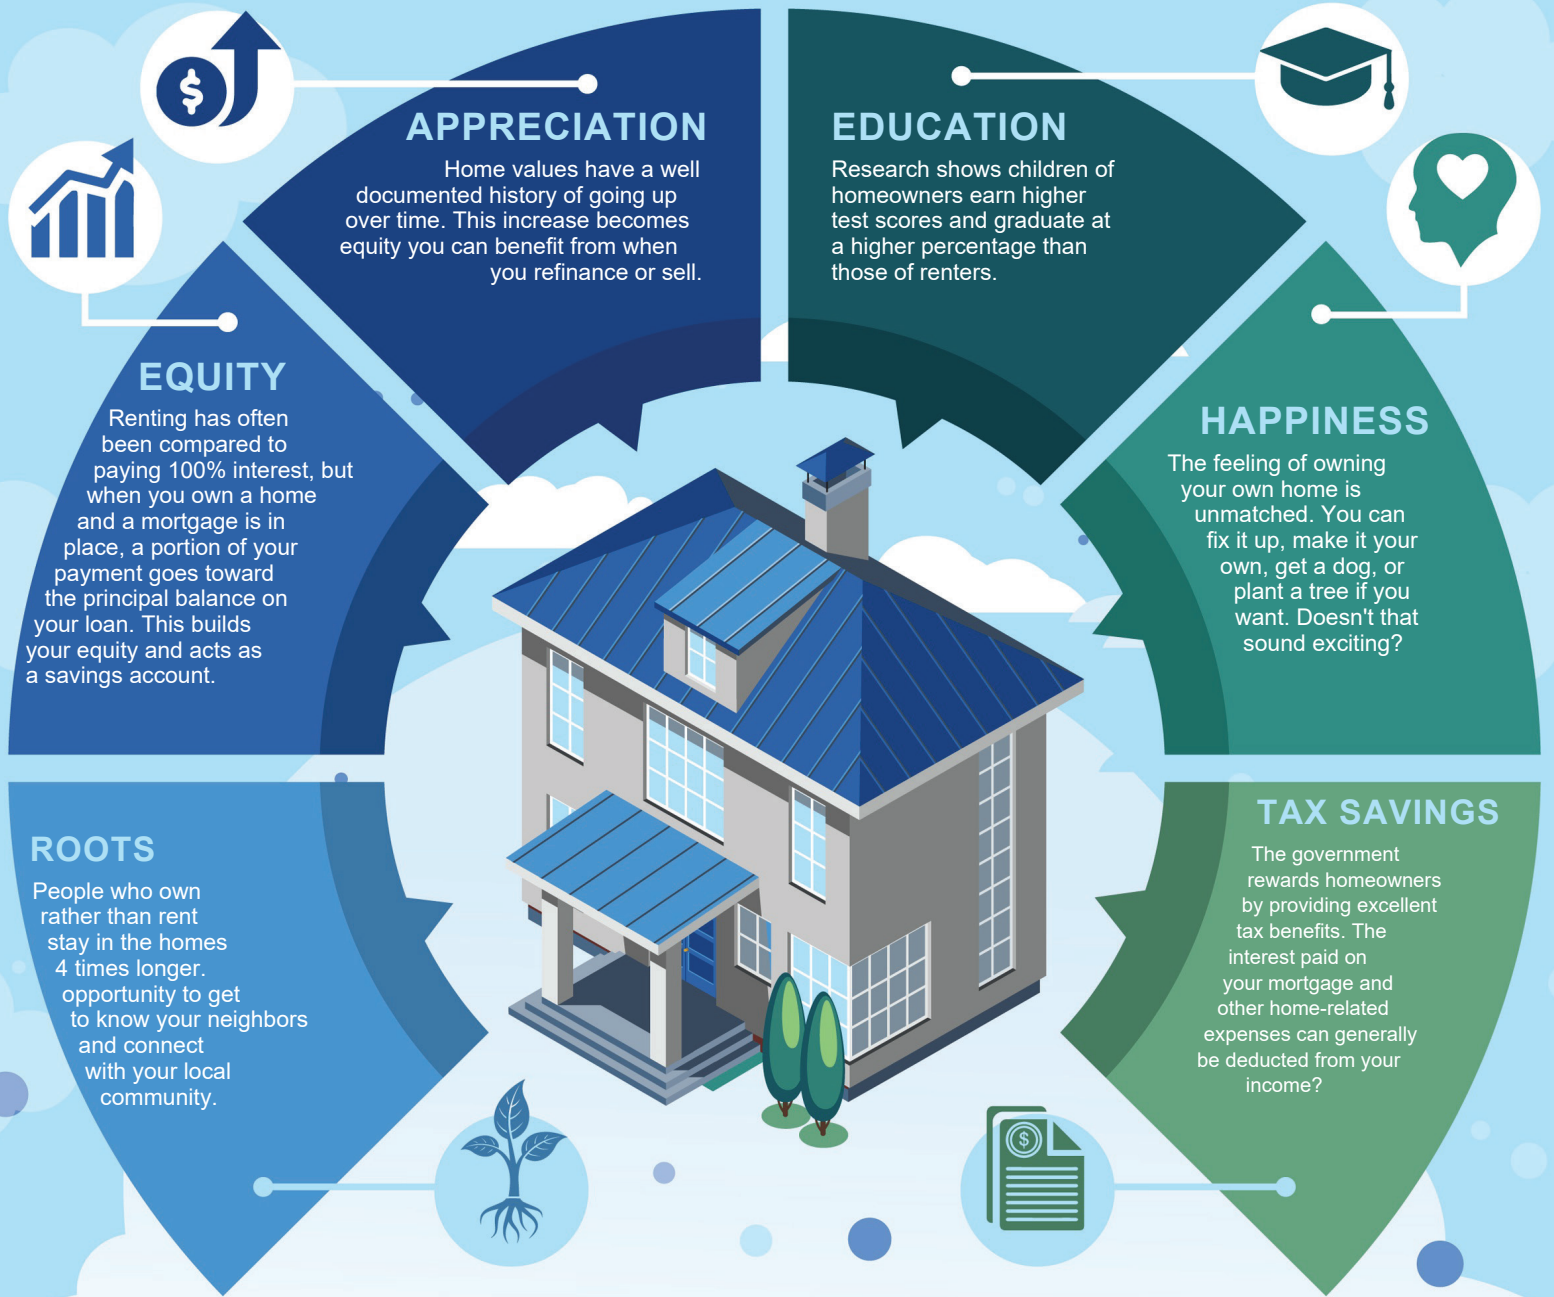 APPRECIATION
Home values have a well
documented history of going up
over time. This increase becomes
equity you can benefit from when
you refinance or sell.
EDUCATION
Research shows children of
homeowners earn higher
test scores and graduate at
a higher percentage than
those of renters.
EQUITY
Renting has often
been compared to
paying 100% interest, but
when you own a home
and a mortgage is in
place, a portion of your
payment goes toward
the principal balance on
your loan. This builds
your equity and acts as
a savings account.
HAPPINESS
The feeling of owning
your own home is
unmatched. You can
fix it up, make it your
own, get a dog, or
plant a tree if you
want. Doesn't that
sound exciting?
ROOTS
People who own
rather than rent
stay in the homes
4 times longer.
opportunity to get
to know your neighbors
and connect
with your local
community.
TAX SAVINGS
The government
rewards homeowners
by providing excellent
tax benefits. The
interest paid on
your mortgage and
other home-related
expenses can generally
be deducted from your
income?